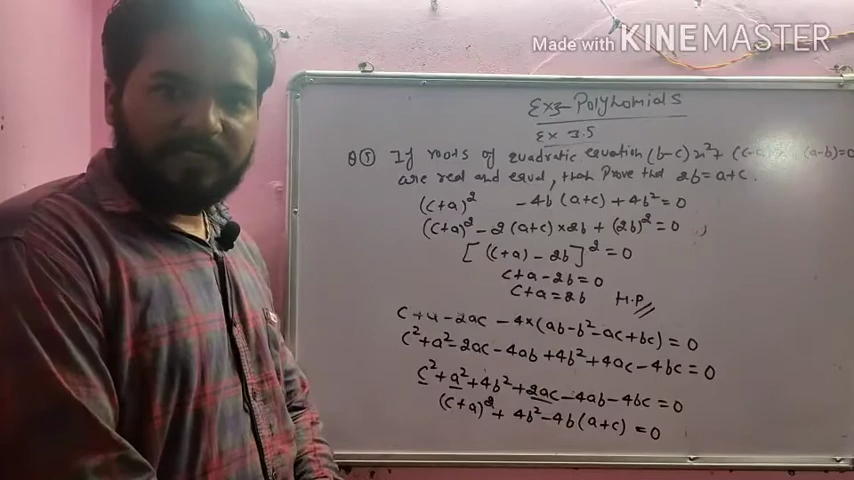 Made with KINEMASTER
Ex3 - Polynomials
Ex 3.5
Q⑤ If roots of quadratic equation (b-c)x²+ (c-a) (a-b)=0
are real and equal, then Prove that 2b = a+c.
(c+a)² - 4b (a+c) + 4b² = 0
(c+a)² - 2 (a+c) × 2b + (2b)² = 0
[ (c+a) - 2b ]² = 0
c+a - 2b = 0
c+a = 2b H.P
c + a - 2ac - 4×(ab - b² - ac + bc) = 0
c² + a² - 2ac - 4ab + 4b² + 4ac - 4bc = 0
c² + a² + 4b² + 2ac - 4ab - 4bc = 0
(c+a)² + 4b² - 4b(a+c) = 0